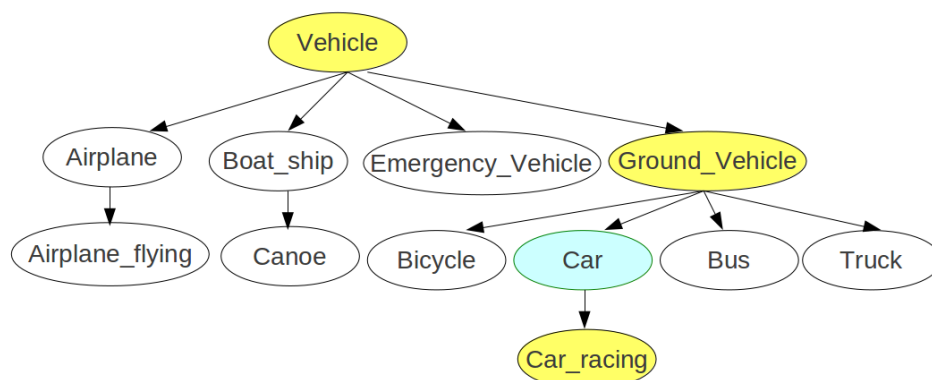 Vehicle
Airplane
Boat_ship
Emergency_Vehicle
Ground_Vehicle
Airplane_flying
Canoe
Bicycle
Car
Bus
Truck
Car_racing